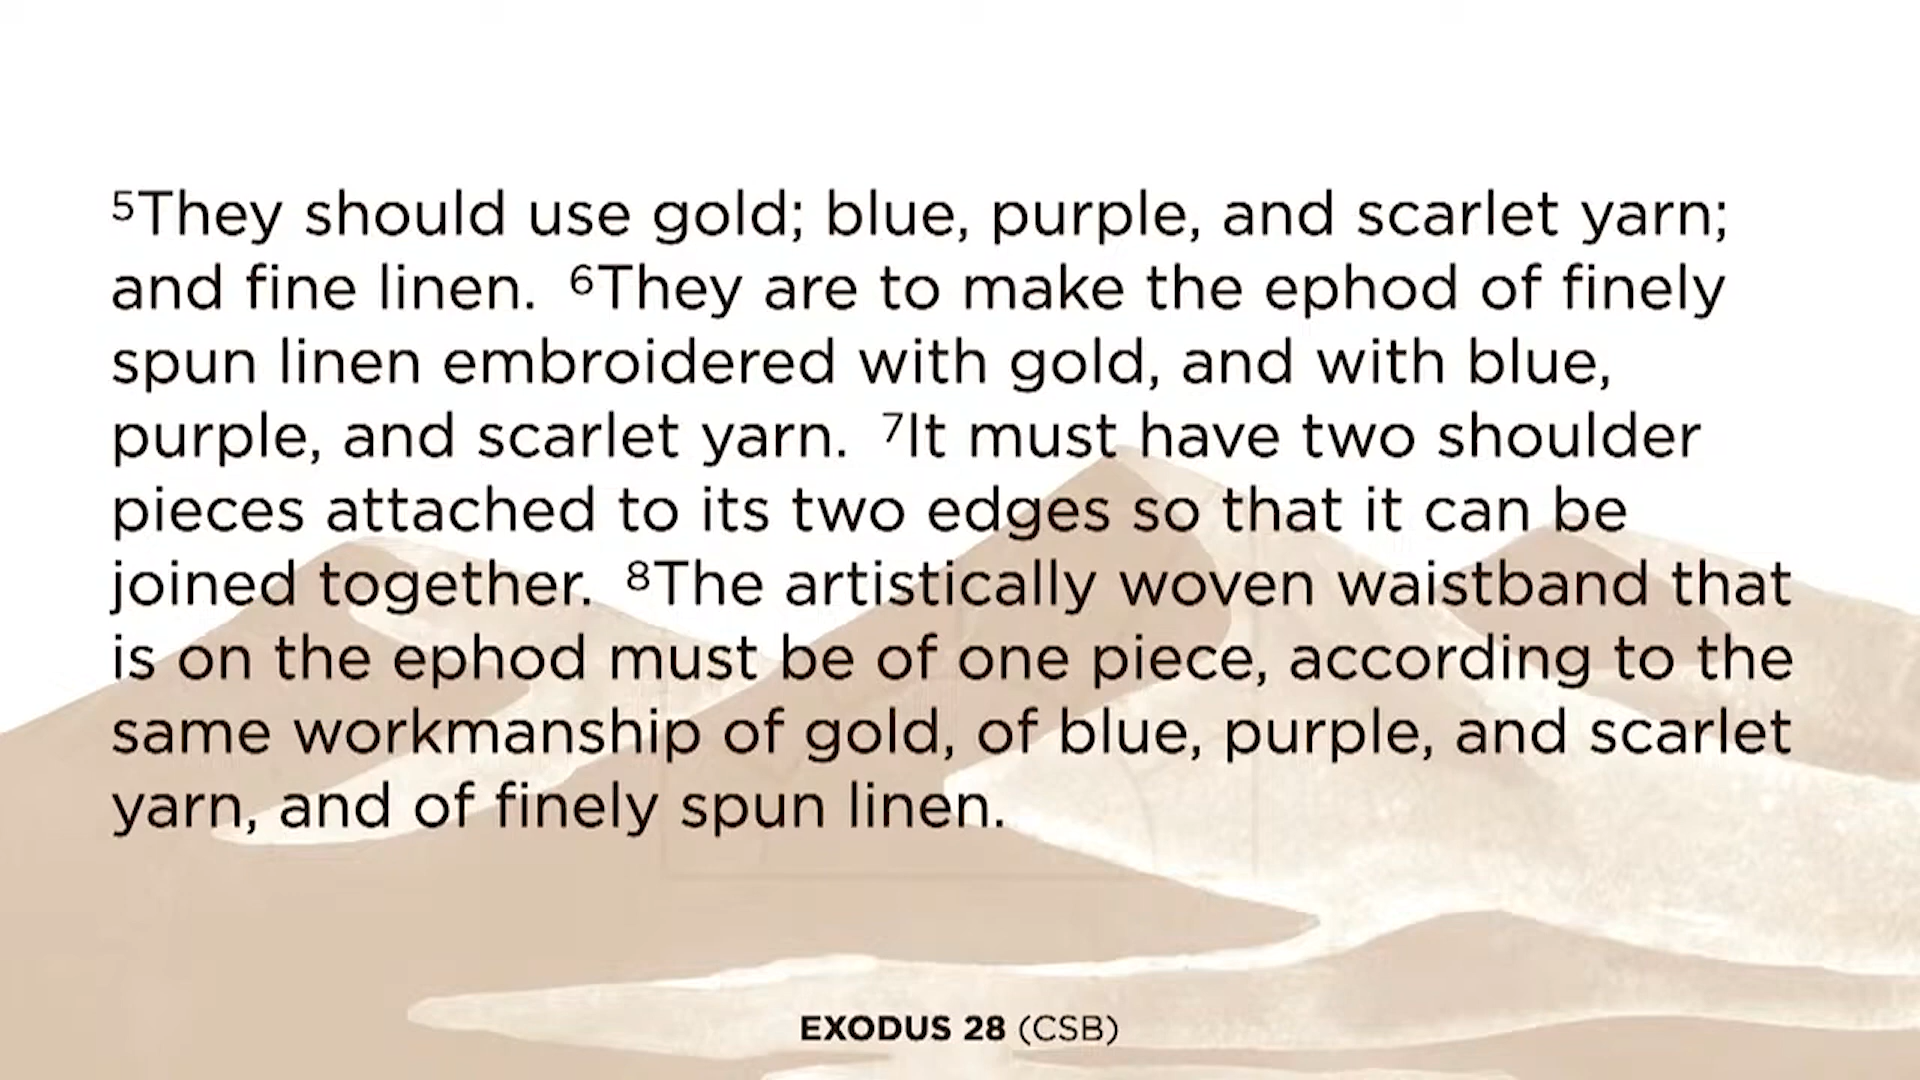 ⁵They should use gold; blue, purple, and scarlet yarn;
and fine linen. ⁶They are to make the ephod of finely
spun linen embroidered with gold, and with blue,
purple, and scarlet yarn. ⁷It must have two shoulder
pieces attached to its two edges so that it can be
joined together. ⁸The artistically woven waistband that
is on the ephod must be of one piece, according to the
same workmanship of gold, of blue, purple, and scarlet
yarn, and of finely spun linen.
EXODUS 28 (CSB)